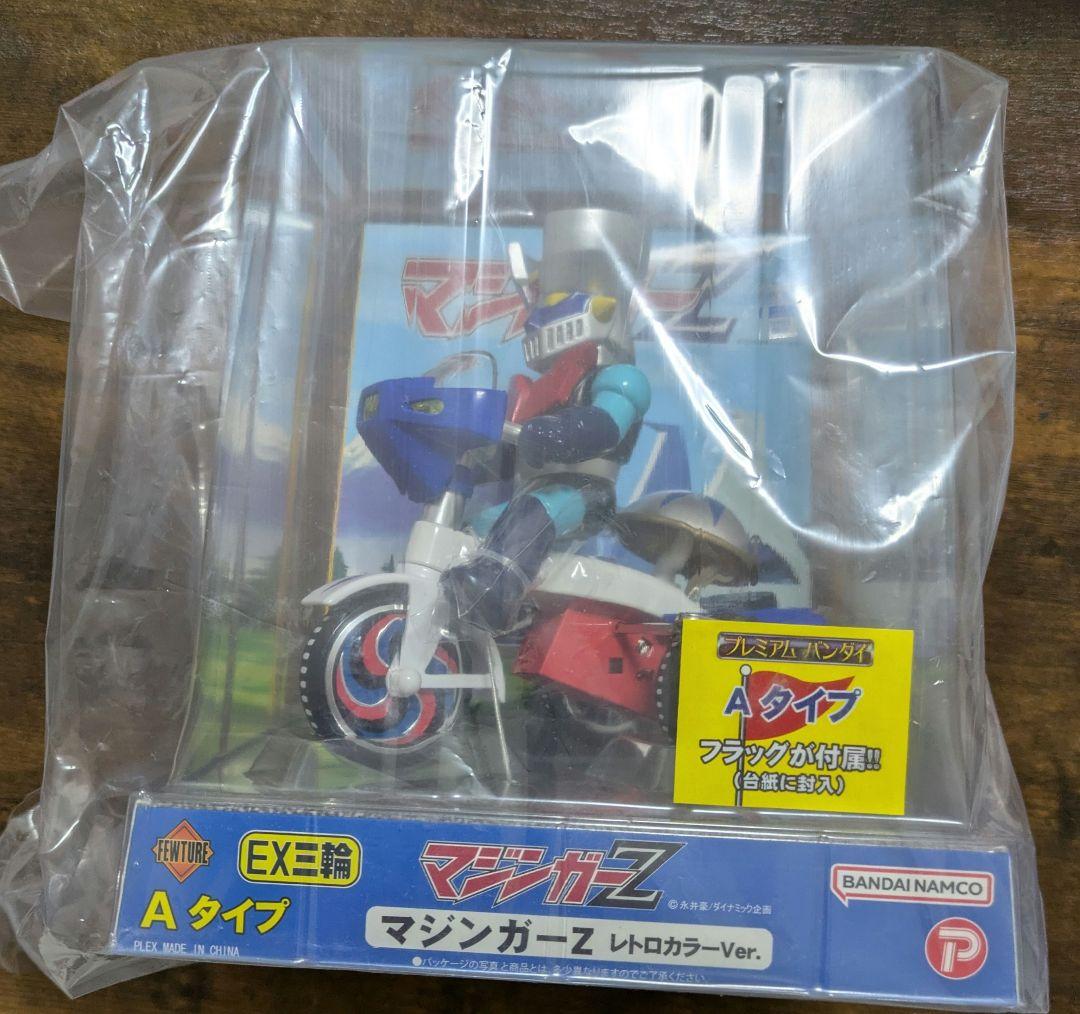 マジンガーZ
プレミアム バンダイ
A タイプ
フラッグが付属!!
(台紙に封入)
FEWTURE
EX三輪
マジンガーZ
BANDAI NAMCO
A タイプ
©永井豪/ダイナミック企画
マジンガーZ レトロカラーVer.
P
PLEX MADE IN CHINA
●パッケージの写真と商品とは、多少異なりますのでご了承ください。